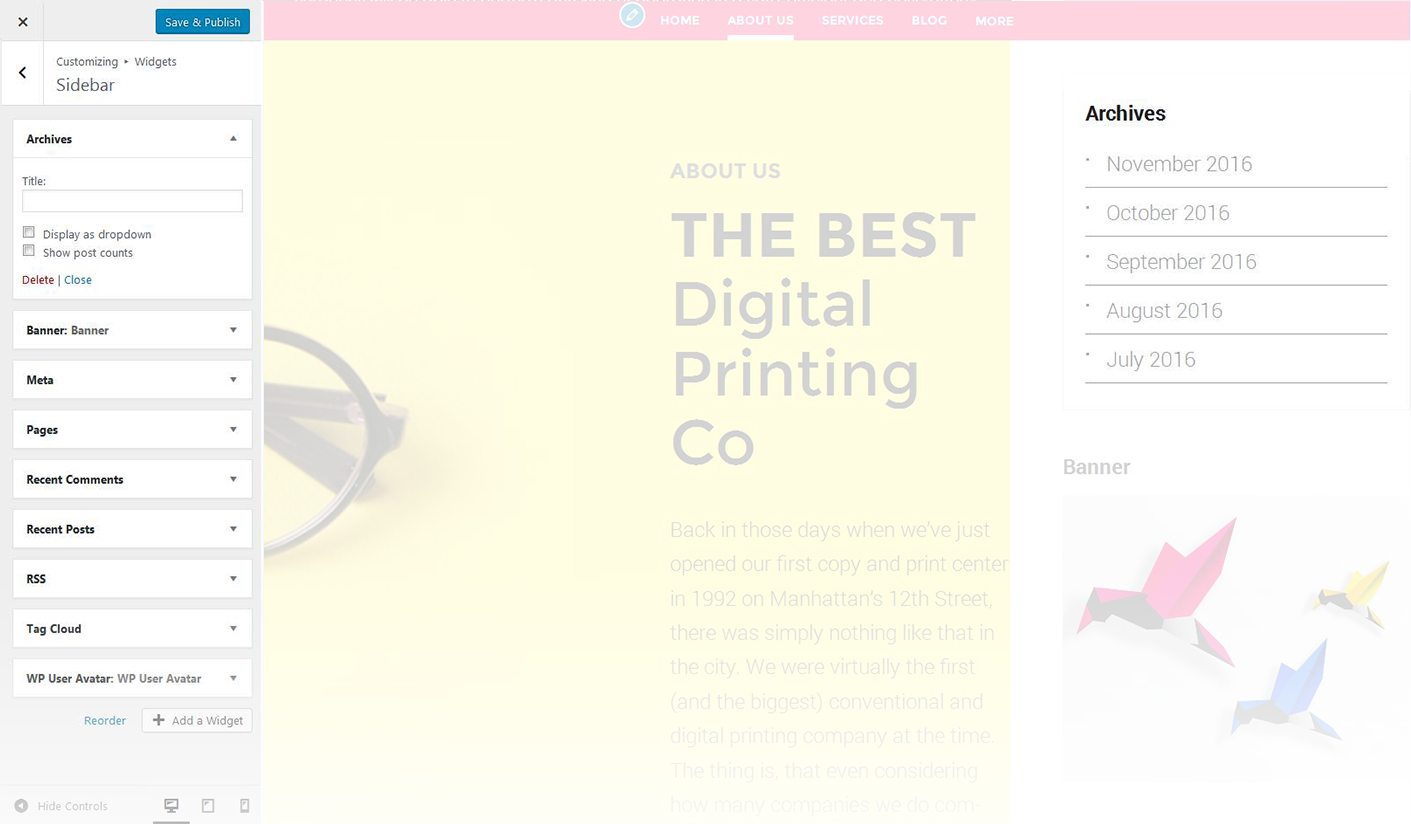 Save & Publish
Customizing ▸ Widgets
Sidebar
Archives
Title:
Display as dropdown
Show post counts
Delete | Close
Banner: Banner
Meta
Pages
Recent Comments
Recent Posts
RSS
Tag Cloud
WP User Avatar: WP User Avatar
Reorder
Add a Widget
Hide Controls
HOME ABOUT US SERVICES BLOG MORE
ABOUT US
THE BEST
Digital
Printing
Co
Back in those days when we've just
opened our first copy and print center
in 1992 on Manhattan's 12th Street,
there was simply nothing like that in
the city. We were virtually the first
(and the biggest) conventional and
digital printing company at the time.
The thing is, that even considering
how many companies we do com-
Archives
November 2016
October 2016
September 2016
August 2016
July 2016
Banner